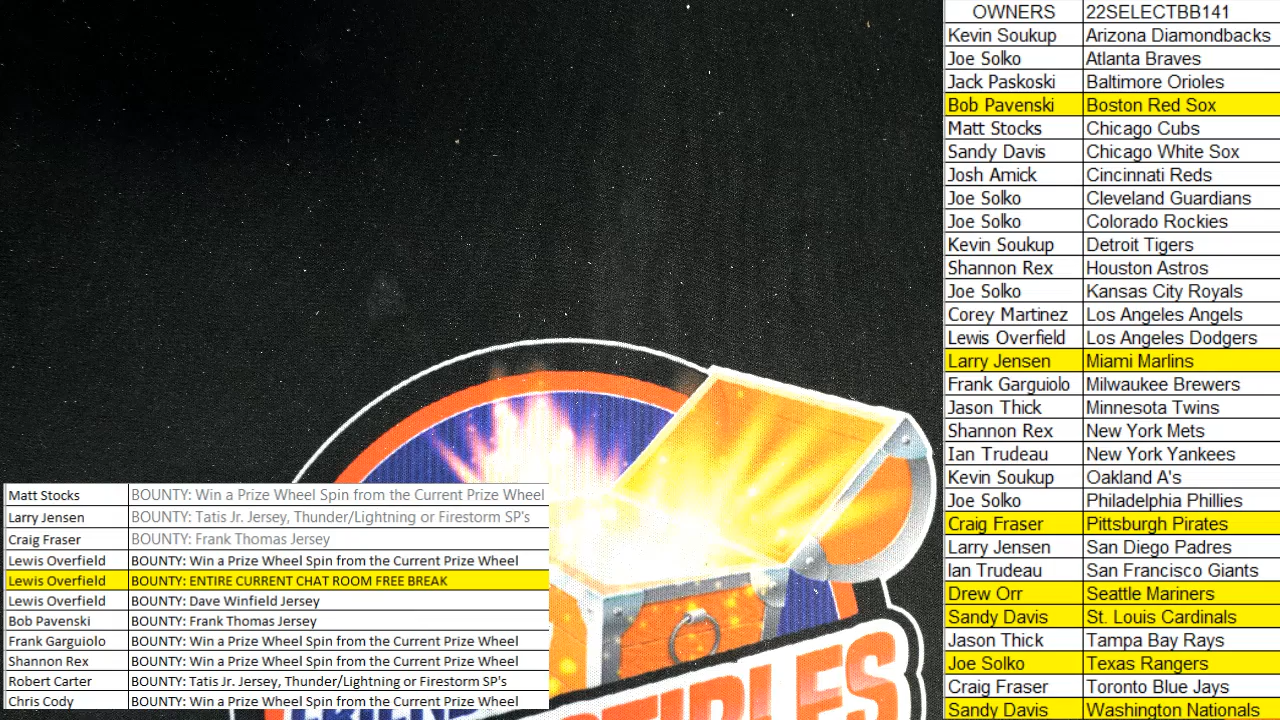 OWNERS 22SELECTBB141
Kevin Soukup Arizona Diamondbacks
Joe Solko Atlanta Braves
Jack Paskoski Baltimore Orioles
Bob Pavenski Boston Red Sox
Matt Stocks Chicago Cubs
Sandy Davis Chicago White Sox
Josh Amick Cincinnati Reds
Joe Solko Cleveland Guardians
Joe Solko Colorado Rockies
Kevin Soukup Detroit Tigers
Shannon Rex Houston Astros
Joe Solko Kansas City Royals
Corey Martinez Los Angeles Angels
Lewis Overfield Los Angeles Dodgers
Larry Jensen Miami Marlins
Frank Garguiolo Milwaukee Brewers
Jason Thick Minnesota Twins
Shannon Rex New York Mets
Ian Trudeau New York Yankees
Kevin Soukup Oakland A's
Joe Solko Philadelphia Phillies
Craig Fraser Pittsburgh Pirates
Larry Jensen San Diego Padres
Ian Trudeau San Francisco Giants
Drew Orr Seattle Mariners
Sandy Davis St. Louis Cardinals
Jason Thick Tampa Bay Rays
Joe Solko Texas Rangers
Craig Fraser Toronto Blue Jays
Sandy Davis Washington Nationals
Matt Stocks BOUNTY: Win a Prize Wheel Spin from the Current Prize Wheel
Larry Jensen BOUNTY: Tatis Jr. Jersey, Thunder/Lightning or Firestorm SP's
Craig Fraser BOUNTY: Frank Thomas Jersey
Lewis Overfield BOUNTY: Win a Prize Wheel Spin from the Current Prize Wheel
Lewis Overfield BOUNTY: ENTIRE CURRENT CHAT ROOM FREE BREAK
Lewis Overfield BOUNTY: Dave Winfield Jersey
Bob Pavenski BOUNTY: Frank Thomas Jersey
Frank Garguiolo BOUNTY: Win a Prize Wheel Spin from the Current Prize Wheel
Shannon Rex BOUNTY: Win a Prize Wheel Spin from the Current Prize Wheel
Robert Carter BOUNTY: Tatis Jr. Jersey, Thunder/Lightning or Firestorm SP's
Chris Cody BOUNTY: Win a Prize Wheel Spin from the Current Prize Wheel